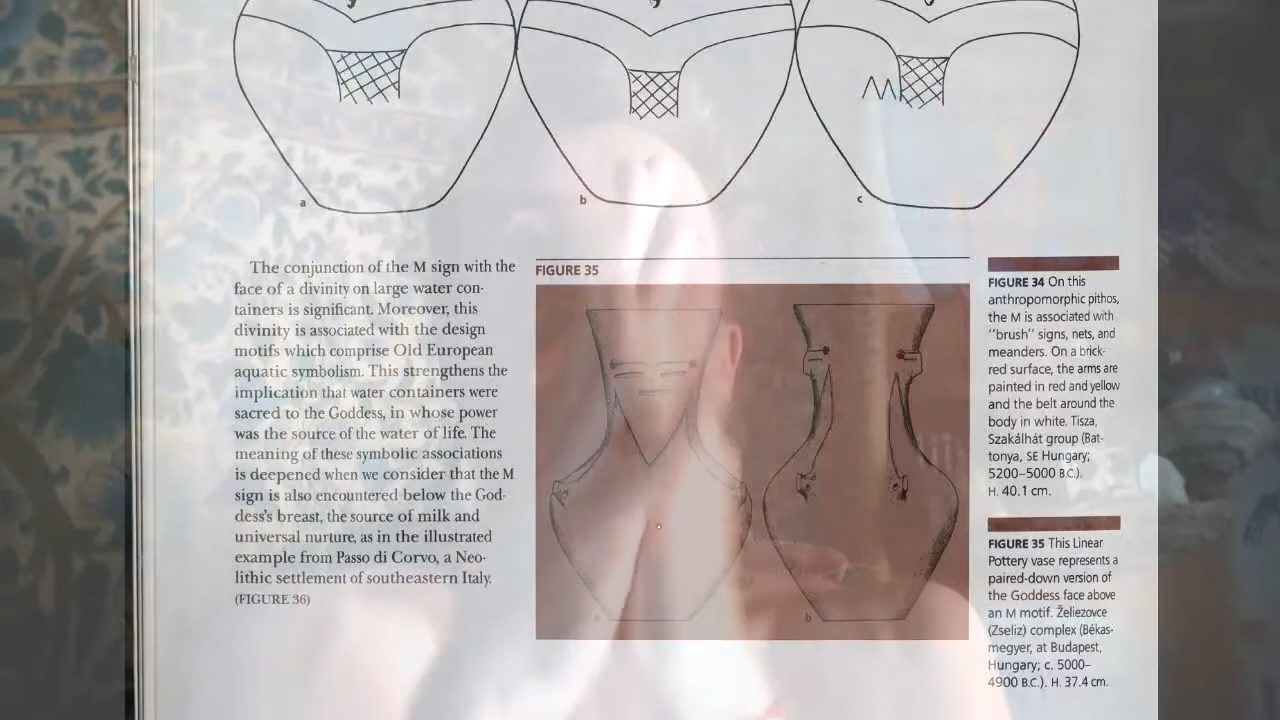 a
b
c
The conjunction of the M sign with the
face of a divinity on large water con-
tainers is significant. Moreover, this
divinity is associated with the design
motifs which comprise Old European
aquatic symbolism. This strengthens the
implication that water containers were
sacred to the Goddess, in whose power
was the source of the water of life. The
meaning of these symbolic associations
is deepened when we consider that the M
sign is also encountered below the God-
dess's breast, the source of milk and
universal nurture, as in the illustrated
example from Passo di Corvo, a Neo-
lithic settlement of southeastern Italy.
(FIGURE 36)
FIGURE 35
a
b
FIGURE 34 On this
anthropomorphic pithos,
the M is associated with
"brush" signs, nets, and
meanders. On a brick-
red surface, the arms are
painted in red and yellow
and the belt around the
body in white. Tisza,
Szakálhát group (Bat-
tonya, SE Hungary;
5200–5000 B.C.).
H. 40.1 cm.
FIGURE 35 This Linear
Pottery vase represents a
paired-down version of
the Goddess face above
an M motif. Želiezovce
(Zseliz) complex (Békas-
megyer, at Budapest,
Hungary; c. 5000–
4900 B.C.). H. 37.4 cm.